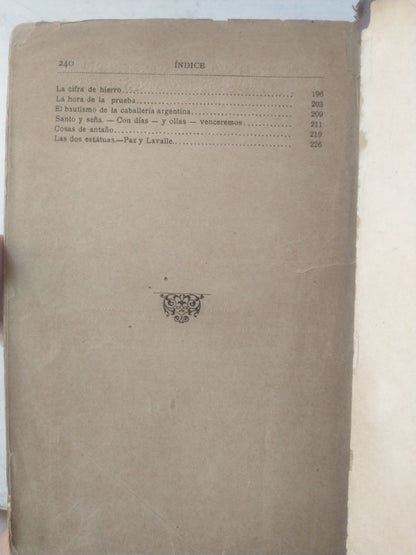 240 ÍNDICE
La cifra de hierro. 196
La hora de la prueba. 203
El bautismo de la caballería argentina. 209
Santo y seña. — Con días — y ollas — venceremos. 211
Cosas de antaño. 219
Las dos estátuas.—Paz y Lavalle. 226